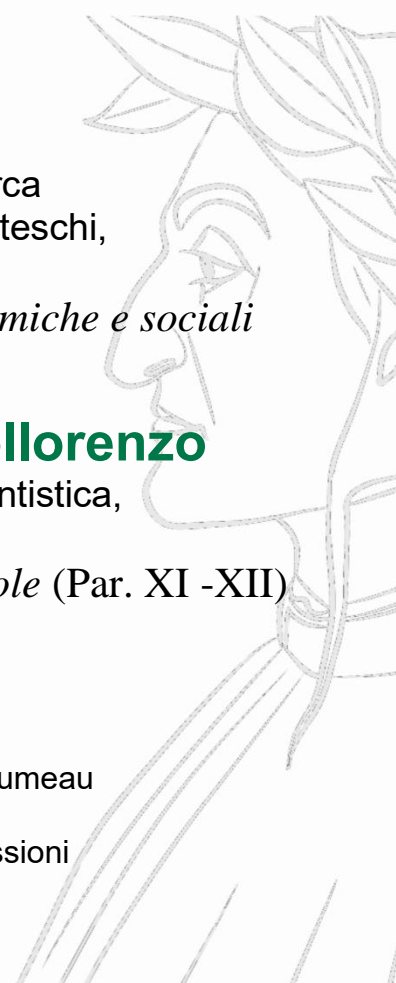 rca
teschi,
miche e sociali
llorenzo
ntistica,
ole (Par. XI -XII)
umeau
ssioni